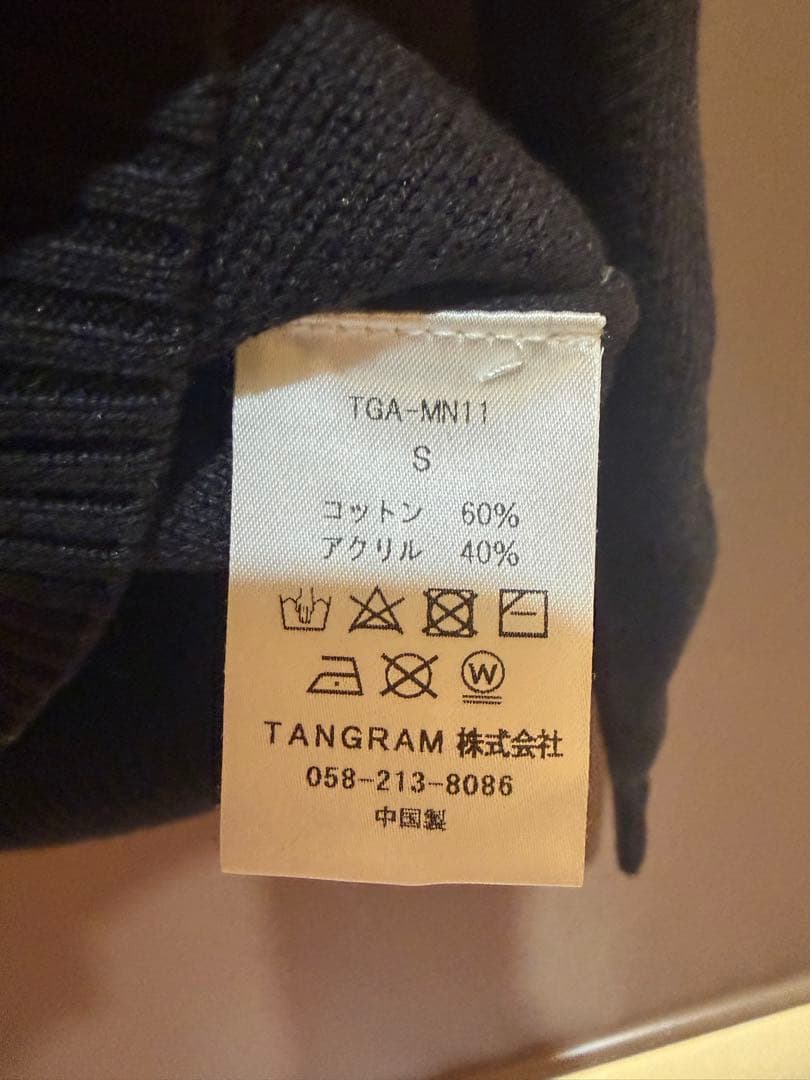 TGA-MN11
S
コットン 60%
アクリル 40%
W
TANGRAM 株式会社
058-213-8086
中国製